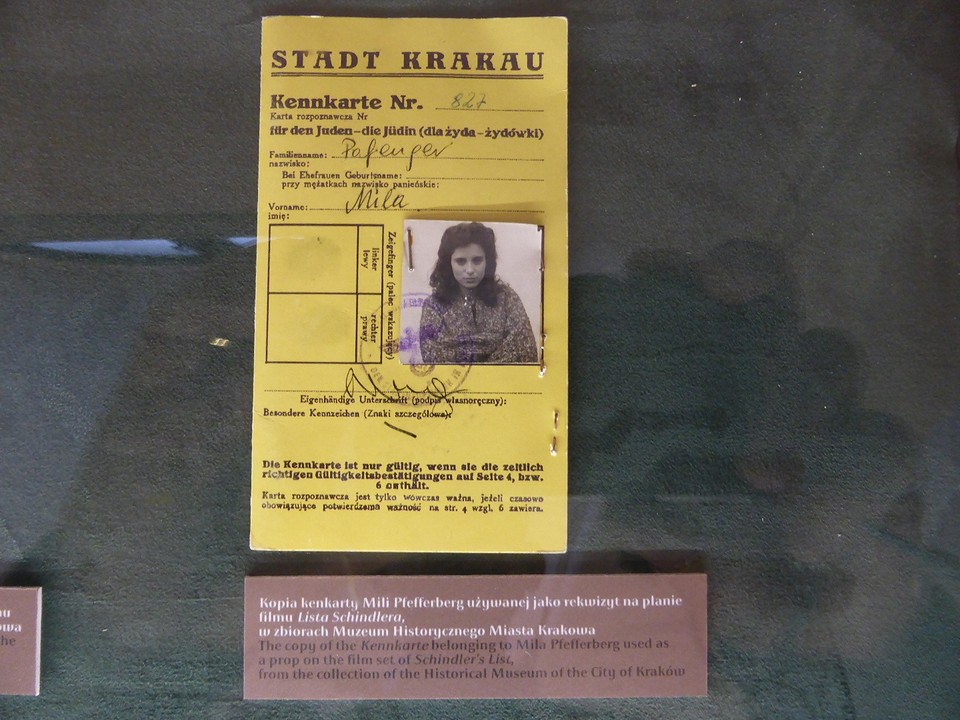 STADT KRAKAU
Kennkarte Nr. 827
Karta rozpoznawcza Nr
für den Juden – die Jüdin (dla żyda – żydówki)
Familienname:
nazwisko:
Bei Ehefrauen Geburtsname:
przy mężatkach nazwisko panieńskie:
Vorname: Mila
imię:
Zeigefinger (palec wskazujący)
linker
lewy
rechter
prawy
Eigenhändige Unterschrift (podpis własnoręczny):
Besondere Kennzeichen (Znaki szczegółowe):
Die Kennkarte ist nur gültig, wenn sie die zeitlich
richtigen Gültigkeitsbestätigungen auf Seite 4, bzw.
6 enthält.
Karta rozpoznawcza jest tylko wówczas ważna, jeżeli czasowo
obowiązujące potwierdzenia ważność na str. 4 wzgl. 6 zawiera.
Kopia kenkarty Mili Pfefferberg używanej jako rekwizyt na planie
filmu Lista Schindlera,
w zbiorach Muzeum Historycznego Miasta Krakowa
The copy of the Kennkarte belonging to Mila Pfefferberg used as
a prop on the film set of Schindler's List,
from the collection of the Historical Museum of the City of Kraków